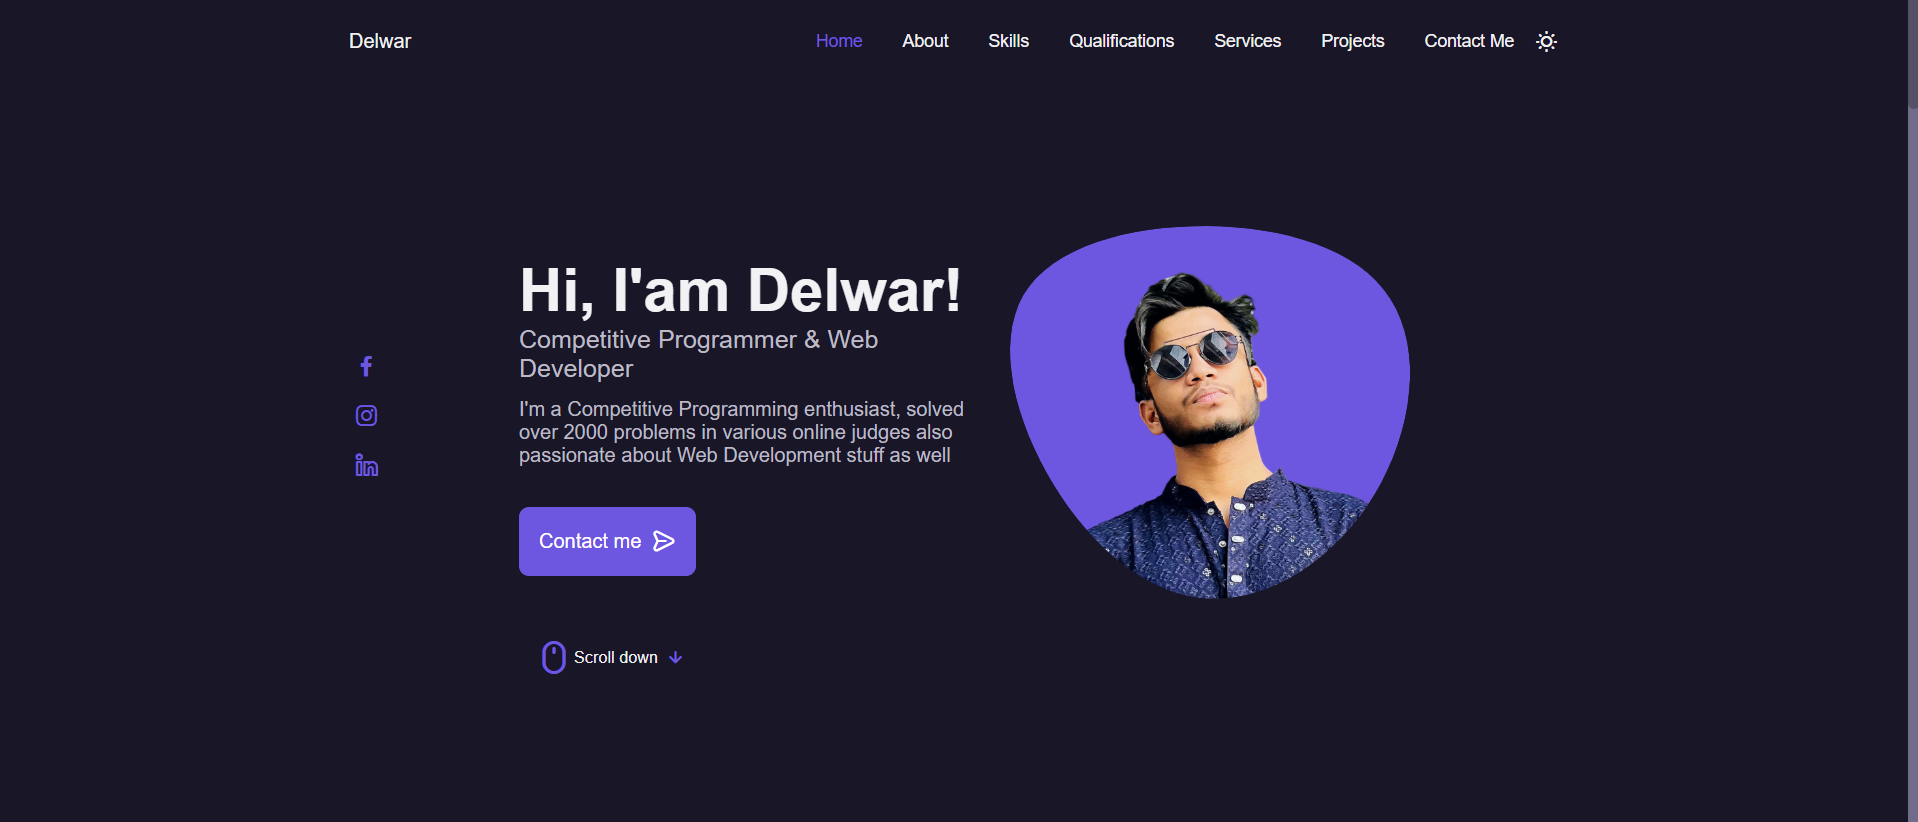 Delwar
Home About Skills Qualifications Services Projects Contact Me
Hi, I'am Delwar!
Competitive Programmer & Web
Developer
I'm a Competitive Programming enthusiast, solved
over 2000 problems in various online judges also
passionate about Web Development stuff as well
Contact me
Scroll down